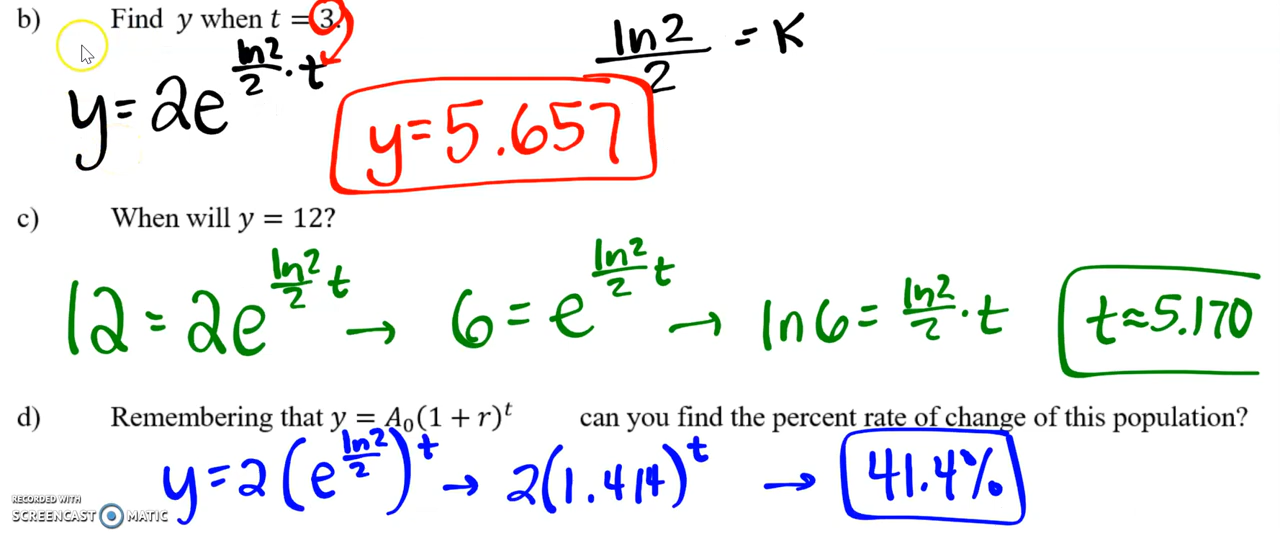 b) Find y when t = 3.
y = 2e^(ln2/2 · t)
ln2/2 = K
y = 5.657
c) When will y = 12?
12 = 2e^(ln2/2 t) → 6 = e^(ln2/2 t) → ln6 = ln2/2 · t
t ≈ 5.170
d) Remembering that y = A₀(1 + r)ᵗ can you find the percent rate of change of this population?
y = 2(e^(ln2/2))^t → 2(1.414)^t → 41.4%
RECORDED WITH
SCREENCAST MATIC